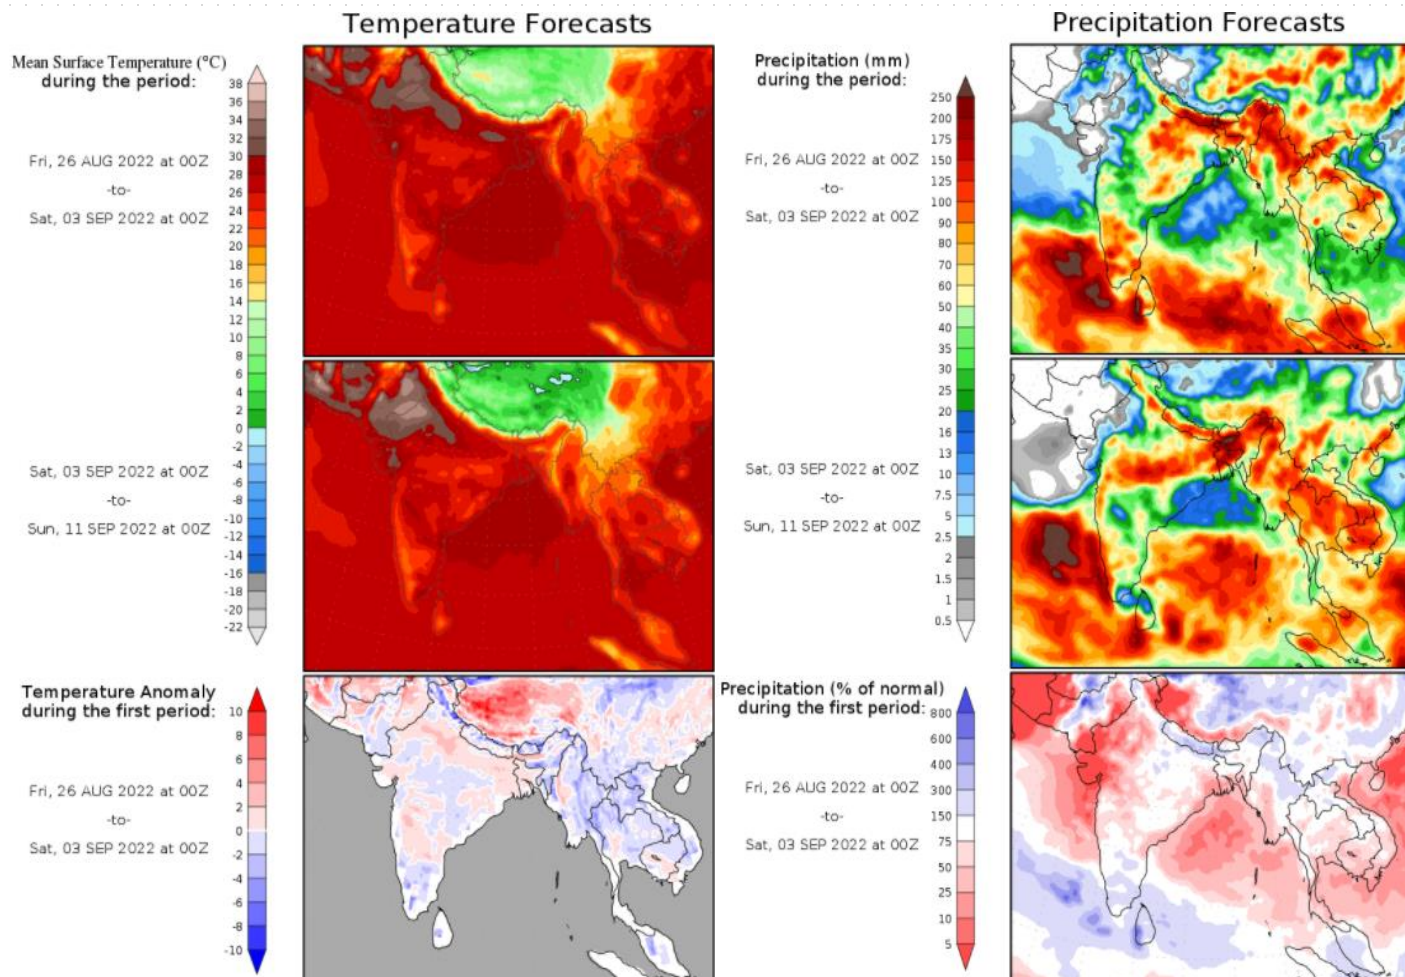 Temperature Forecasts
Mean Surface Temperature (°C)
during the period:
38
36
34
32
30
28
26
24
22
20
18
16
14
12
10
8
6
4
2
0
-2
-4
-6
-8
-10
-12
-14
-16
-18
-20
-22
Fri, 26 AUG 2022 at 00Z
-to-
Sat, 03 SEP 2022 at 00Z
Sat, 03 SEP 2022 at 00Z
-to-
Sun, 11 SEP 2022 at 00Z
Temperature Anomaly
during the first period:
10
8
6
4
2
0
-2
-4
-6
-8
-10
Fri, 26 AUG 2022 at 00Z
-to-
Sat, 03 SEP 2022 at 00Z
Precipitation Forecasts
Precipitation (mm)
during the period:
250
200
150
125
100
90
80
70
60
50
40
35
30
25
20
16
13
10
7.5
5
2.5
2
1.5
1
0.5
Fri, 26 AUG 2022 at 00Z
-to-
Sat, 03 SEP 2022 at 00Z
Sat, 03 SEP 2022 at 00Z
-to-
Sun, 11 SEP 2022 at 00Z
Precipitation (% of normal)
during the first period:
800
600
400
300
150
75
50
25
10
5
Fri, 26 AUG 2022 at 00Z
-to-
Sat, 03 SEP 2022 at 00Z